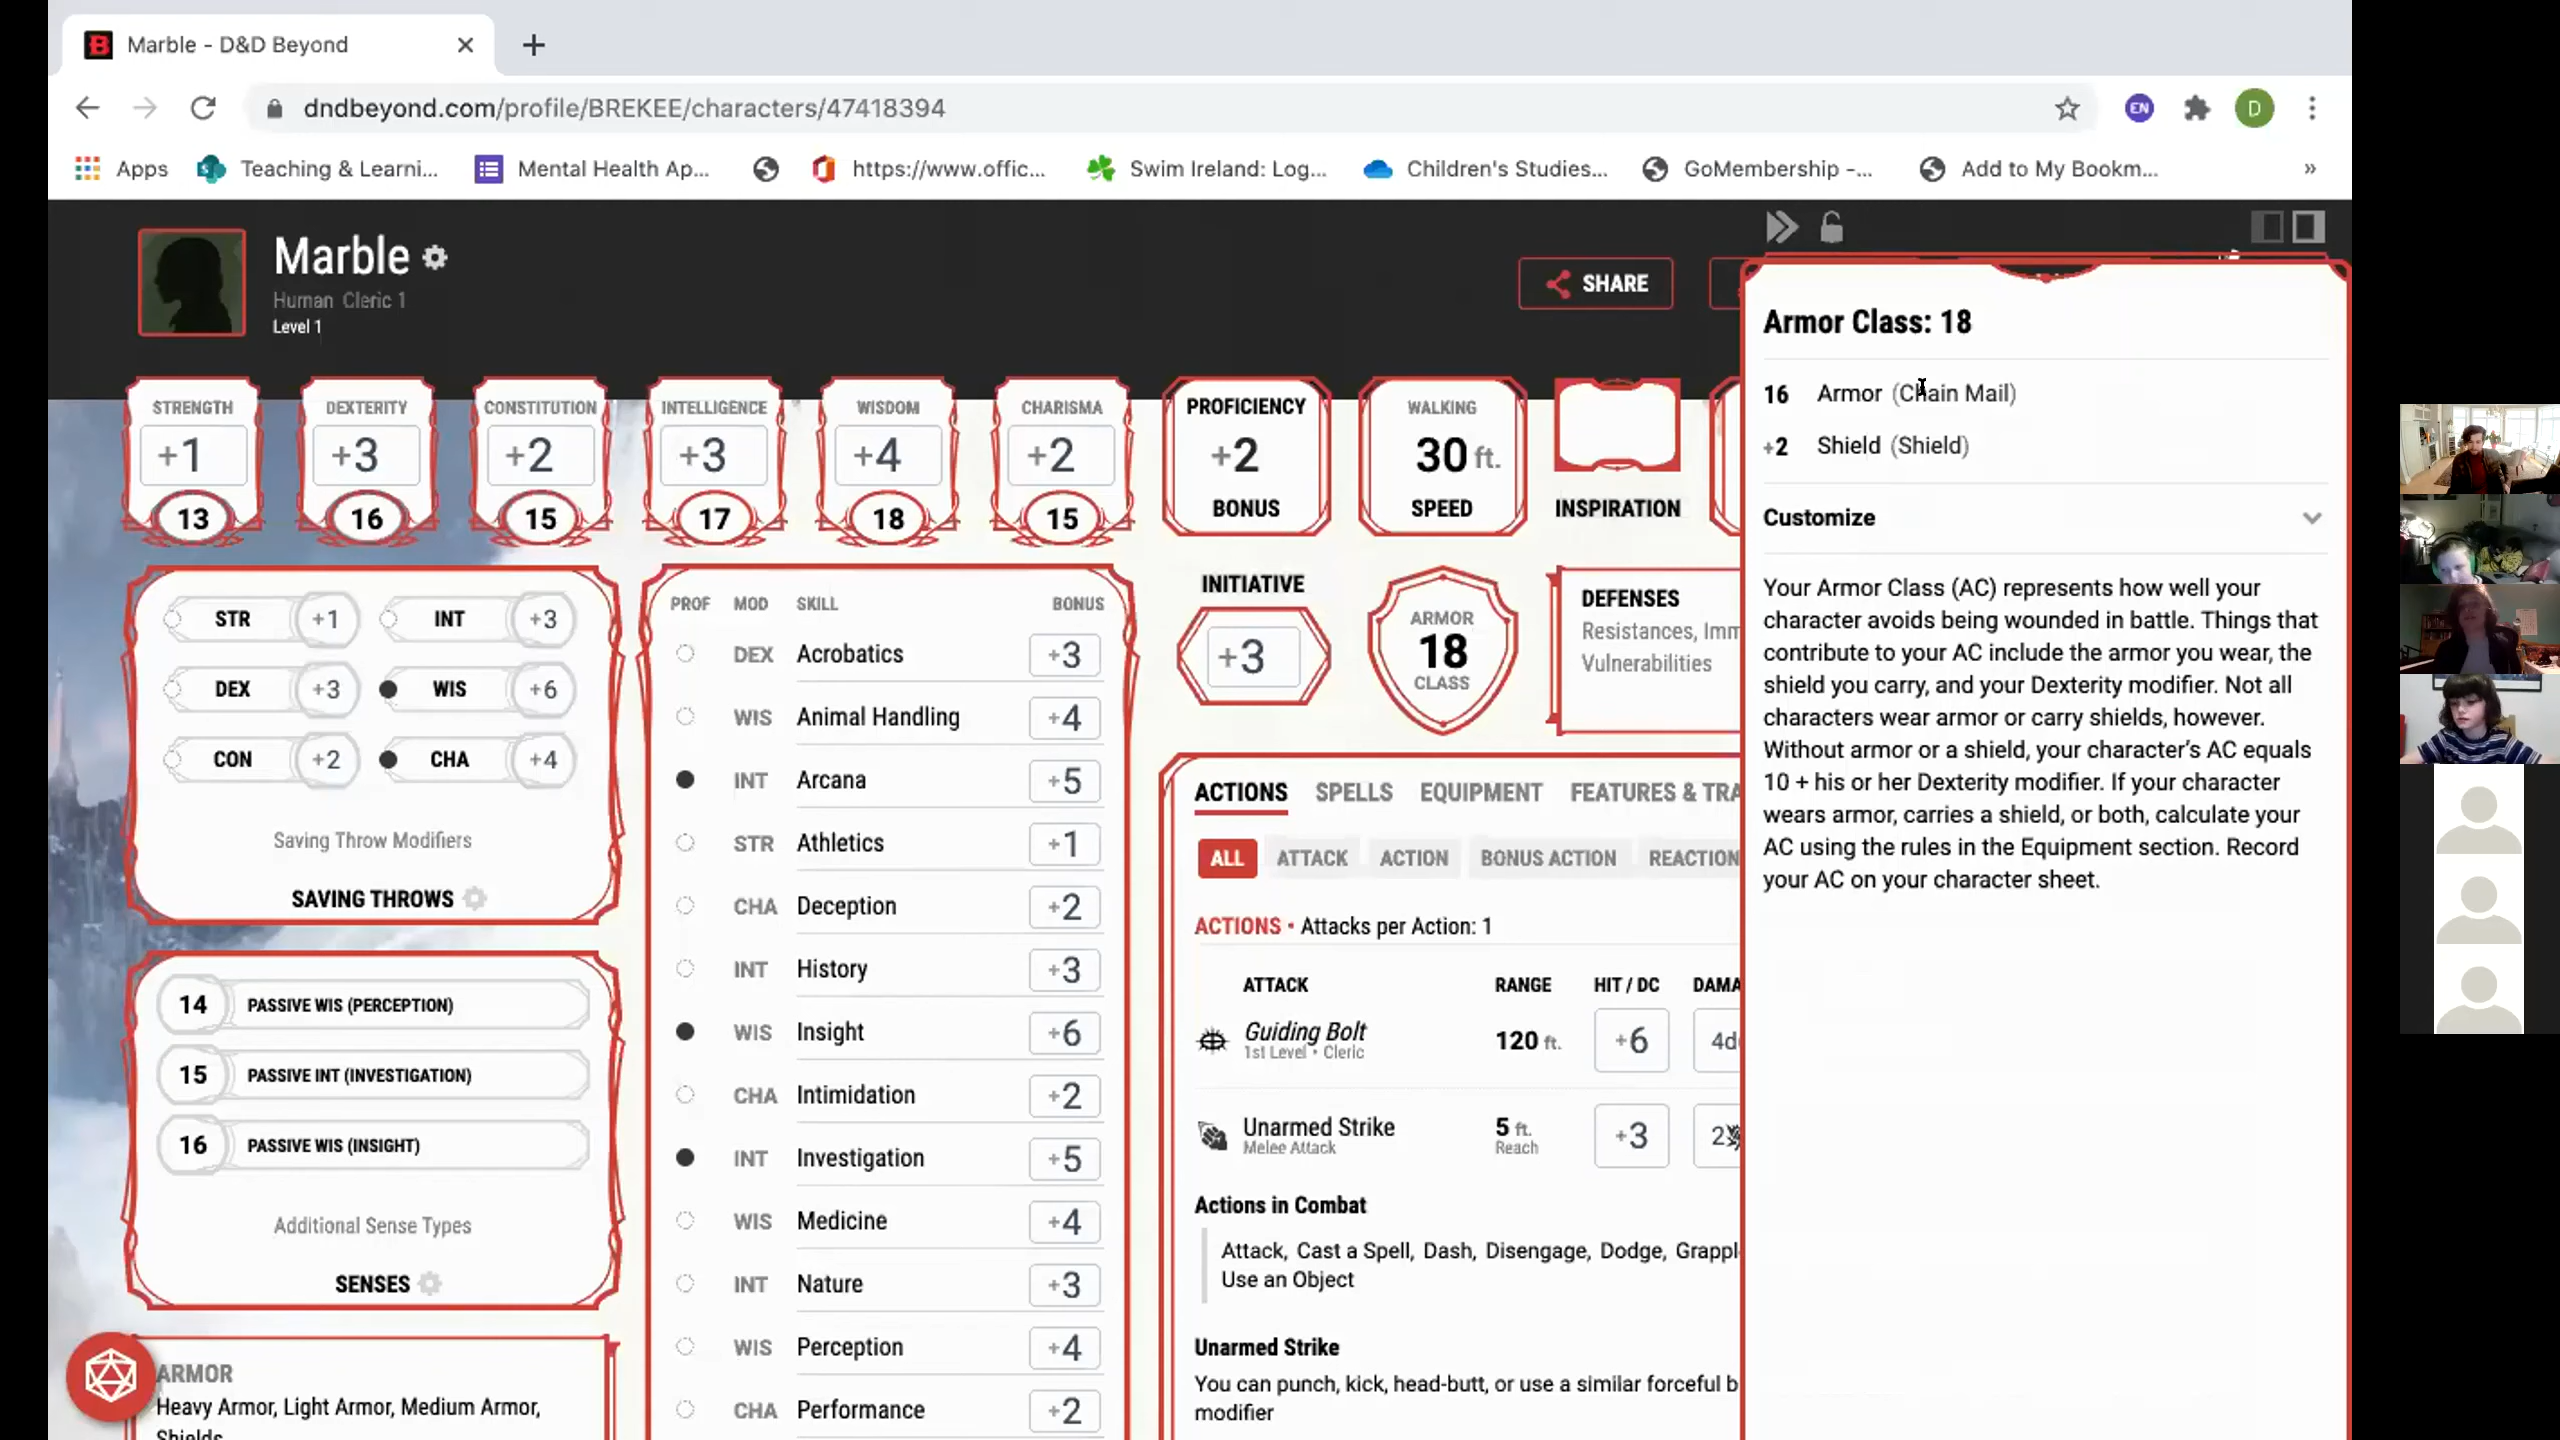 Marble - D&D Beyond
dndbeyond.com/profile/BREKEE/characters/47418394
EN
D
Apps
Teaching & Learni...
Mental Health Ap...
https://www.offic...
Swim Ireland: Log...
Children's Studies...
GoMembership -...
Add to My Bookm...
»
Marble
Human Cleric 1
Level 1
SHARE
STRENGTH
+1
13
DEXTERITY
+3
16
CONSTITUTION
+2
15
INTELLIGENCE
+3
17
WISDOM
+4
18
CHARISMA
+2
15
PROFICIENCY
+2
BONUS
WALKING
30 ft.
SPEED
INSPIRATION
STR +1 INT +3
DEX +3 WIS +6
CON +2 CHA +4
Saving Throw Modifiers
SAVING THROWS
14 PASSIVE WIS (PERCEPTION)
15 PASSIVE INT (INVESTIGATION)
16 PASSIVE WIS (INSIGHT)
Additional Sense Types
SENSES
ARMOR
Heavy Armor, Light Armor, Medium Armor,
Shields
PROF MOD SKILL BONUS
DEX Acrobatics +3
WIS Animal Handling +4
INT Arcana +5
STR Athletics +1
CHA Deception +2
INT History +3
WIS Insight +6
CHA Intimidation +2
INT Investigation +5
WIS Medicine +4
INT Nature +3
WIS Perception +4
CHA Performance +2
INITIATIVE
+3
ARMOR
18
CLASS
DEFENSES
Resistances, Imm
Vulnerabilities
ACTIONS SPELLS EQUIPMENT FEATURES & TRA
ALL ATTACK ACTION BONUS ACTION REACTION
ACTIONS • Attacks per Action: 1
ATTACK RANGE HIT / DC DAMA
Guiding Bolt 120 ft. +6 4d
1st Level • Cleric
Unarmed Strike 5 ft. +3 2
Melee Attack Reach
Actions in Combat
Attack, Cast a Spell, Dash, Disengage, Dodge, Grappl
Use an Object
Unarmed Strike
You can punch, kick, head-butt, or use a similar forceful b
modifier
Armor Class: 18
16 Armor (Chain Mail)
+2 Shield (Shield)
Customize
Your Armor Class (AC) represents how well your
character avoids being wounded in battle. Things that
contribute to your AC include the armor you wear, the
shield you carry, and your Dexterity modifier. Not all
characters wear armor or carry shields, however.
Without armor or a shield, your character’s AC equals
10 + his or her Dexterity modifier. If your character
wears armor, carries a shield, or both, calculate your
AC using the rules in the Equipment section. Record
your AC on your character sheet.